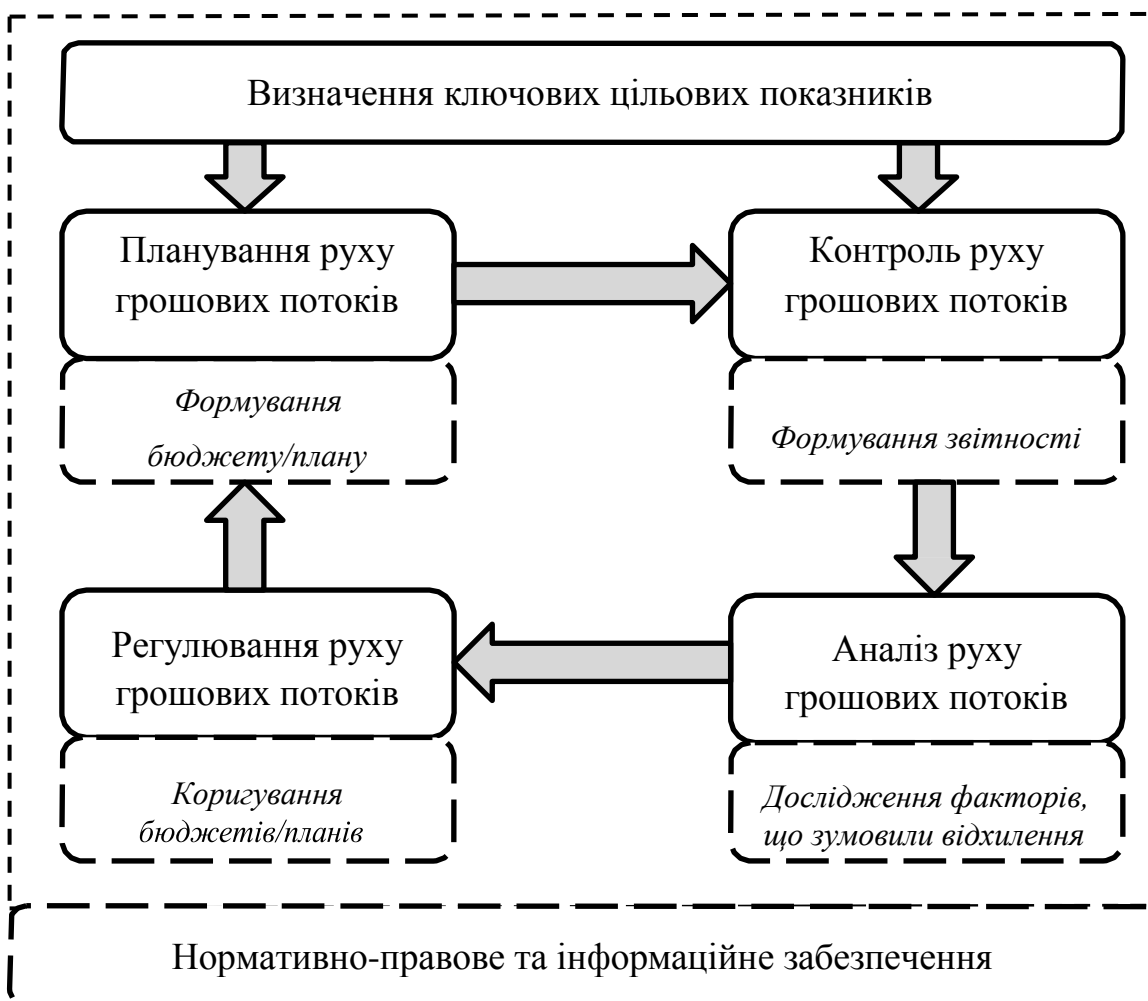 Визначення ключових цільових показників
Планування руху
грошових потоків
Контроль руху
грошових потоків
Формування
бюджету/плану
Формування звітності
Регулювання руху
грошових потоків
Аналіз руху
грошових потоків
Коригування
бюджетів/планів
Дослідження факторів,
що зумовили відхилення
Нормативно-правове та інформаційне забезпечення